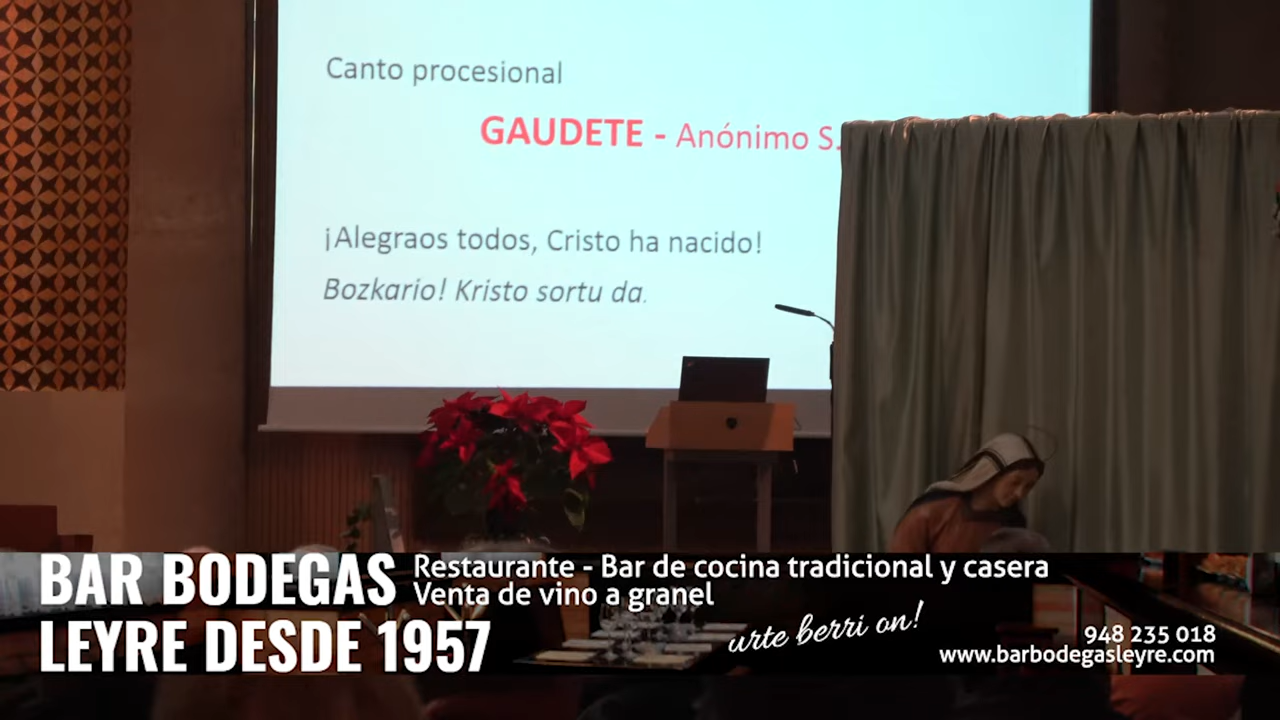 Canto procesional
GAUDETE - Anónimo S.
¡Alegraos todos, Cristo ha nacido!
Bozkario! Kristo sortu da.
BAR BODEGAS
LEYRE DESDE 1957
Restaurante - Bar de cocina tradicional y casera
Venta de vino a granel
urte berri on!
948 235 018
www.barbodegasleyre.com